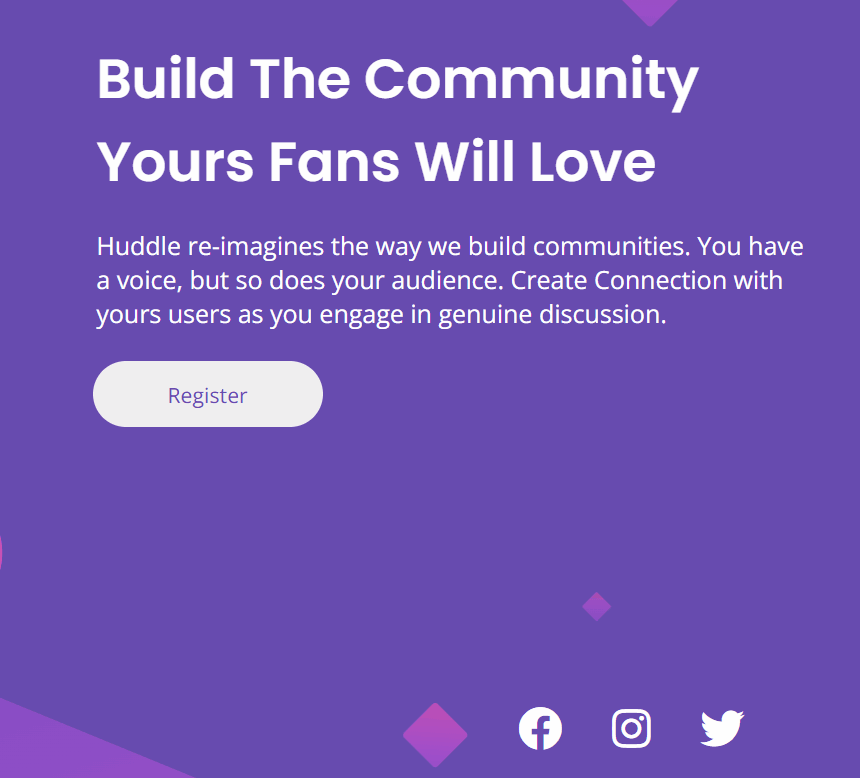 Build The Community
Yours Fans Will Love
Huddle re-imagines the way we build communities. You have
a voice, but so does your audience. Create Connection with
yours users as you engage in genuine discussion.
Register